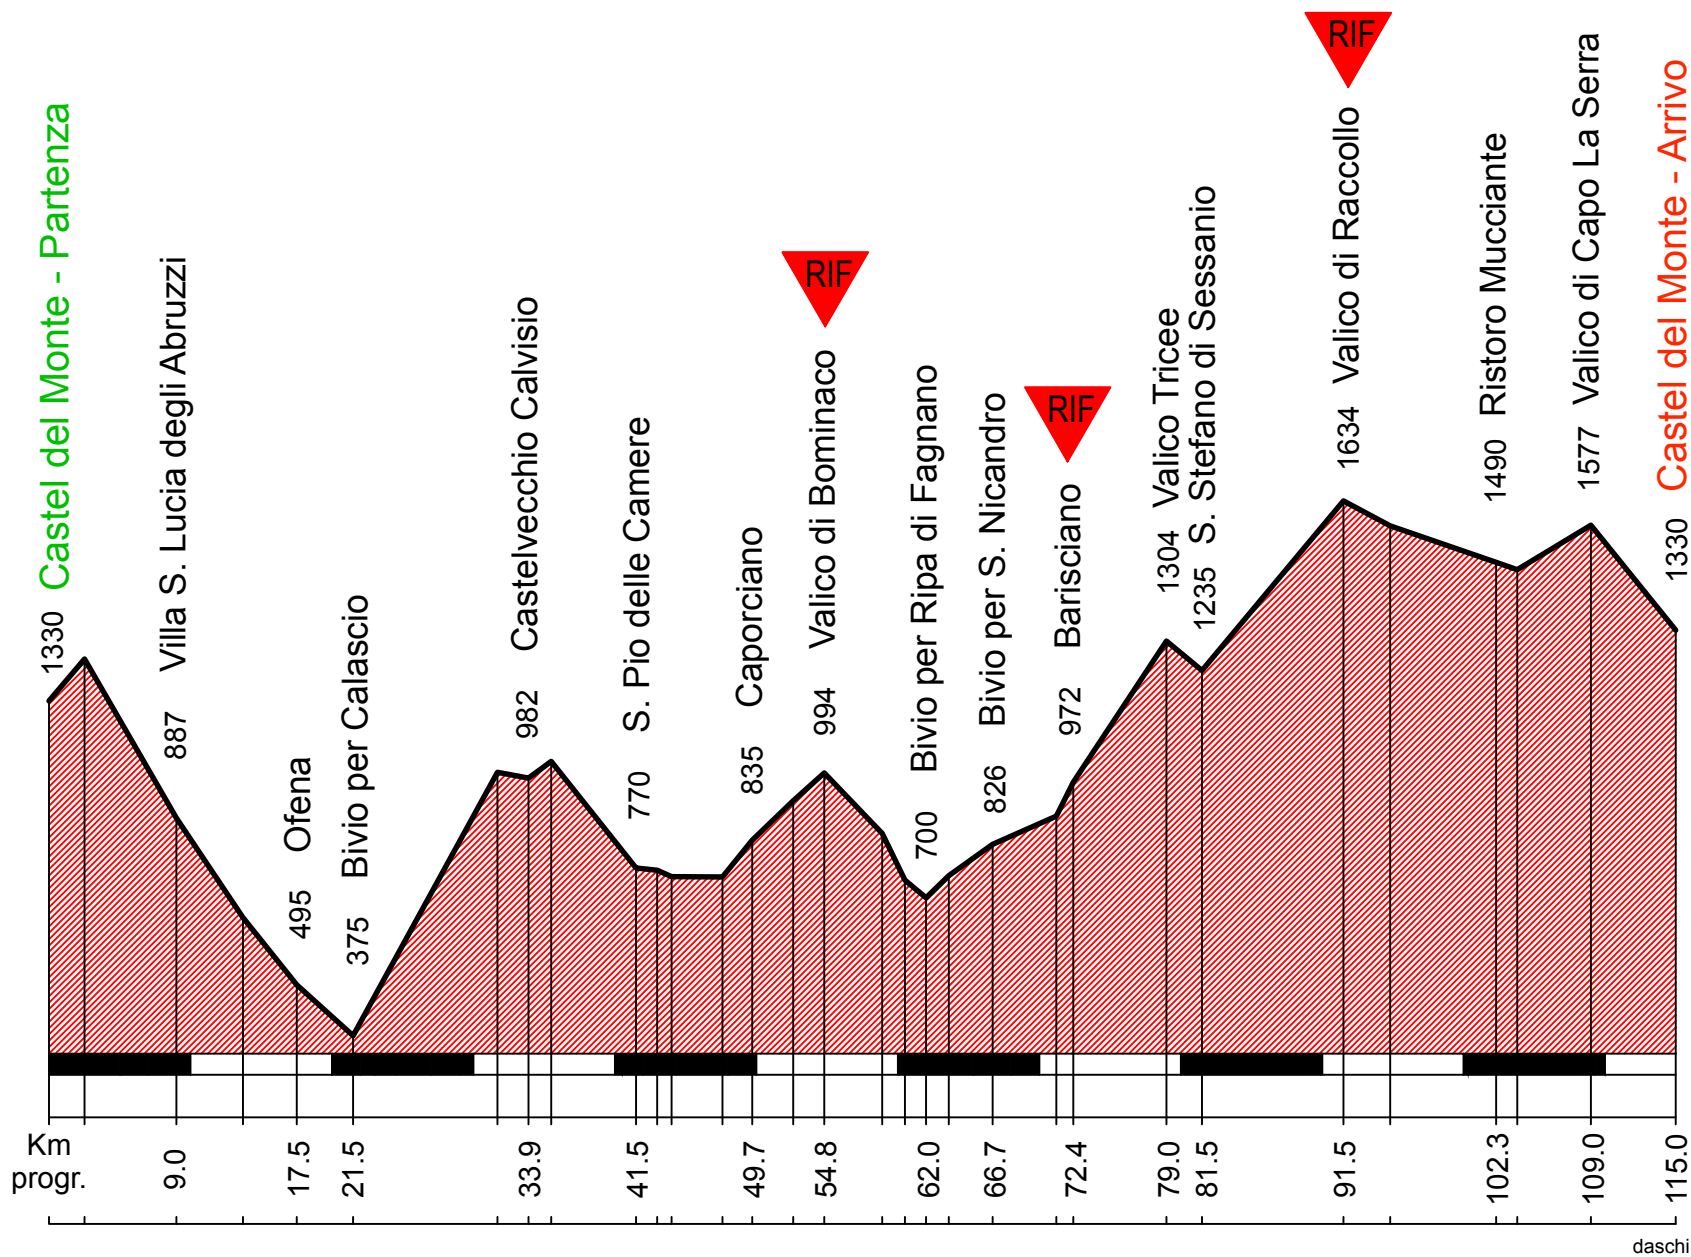 1330 Castel del Monte - Partenza
887 Villa S. Lucia degli Abruzzi
495 Ofena
375 Bivio per Calascio
982 Castelvecchio Calvisio
770 S. Pio delle Camere
835 Caporciano
RIF
994 Valico di Bominaco
700 Bivio per Ripa di Fagnano
826 Bivio per S. Nicandro
RIF
972 Barisciano
1304 Valico Tricee
1235 S. Stefano di Sessanio
RIF
1634 Valico di Raccollo
1490 Ristoro Mucciante
1577 Valico di Capo La Serra
1330 Castel del Monte - Arrivo
Km
progr.
9.0
17.5
21.5
33.9
41.5
49.7
54.8
62.0
66.7
72.4
79.0
81.5
91.5
102.3
109.0
115.0
daschi